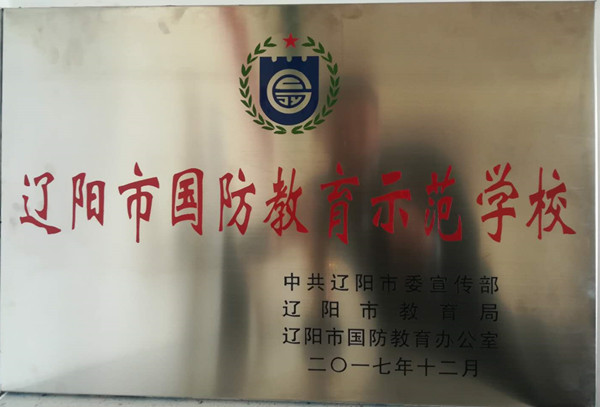 辽阳市国防教育示范学校
中共辽阳市委宣传部
辽阳市教育局
辽阳市国防教育办公室
二〇一七年十二月